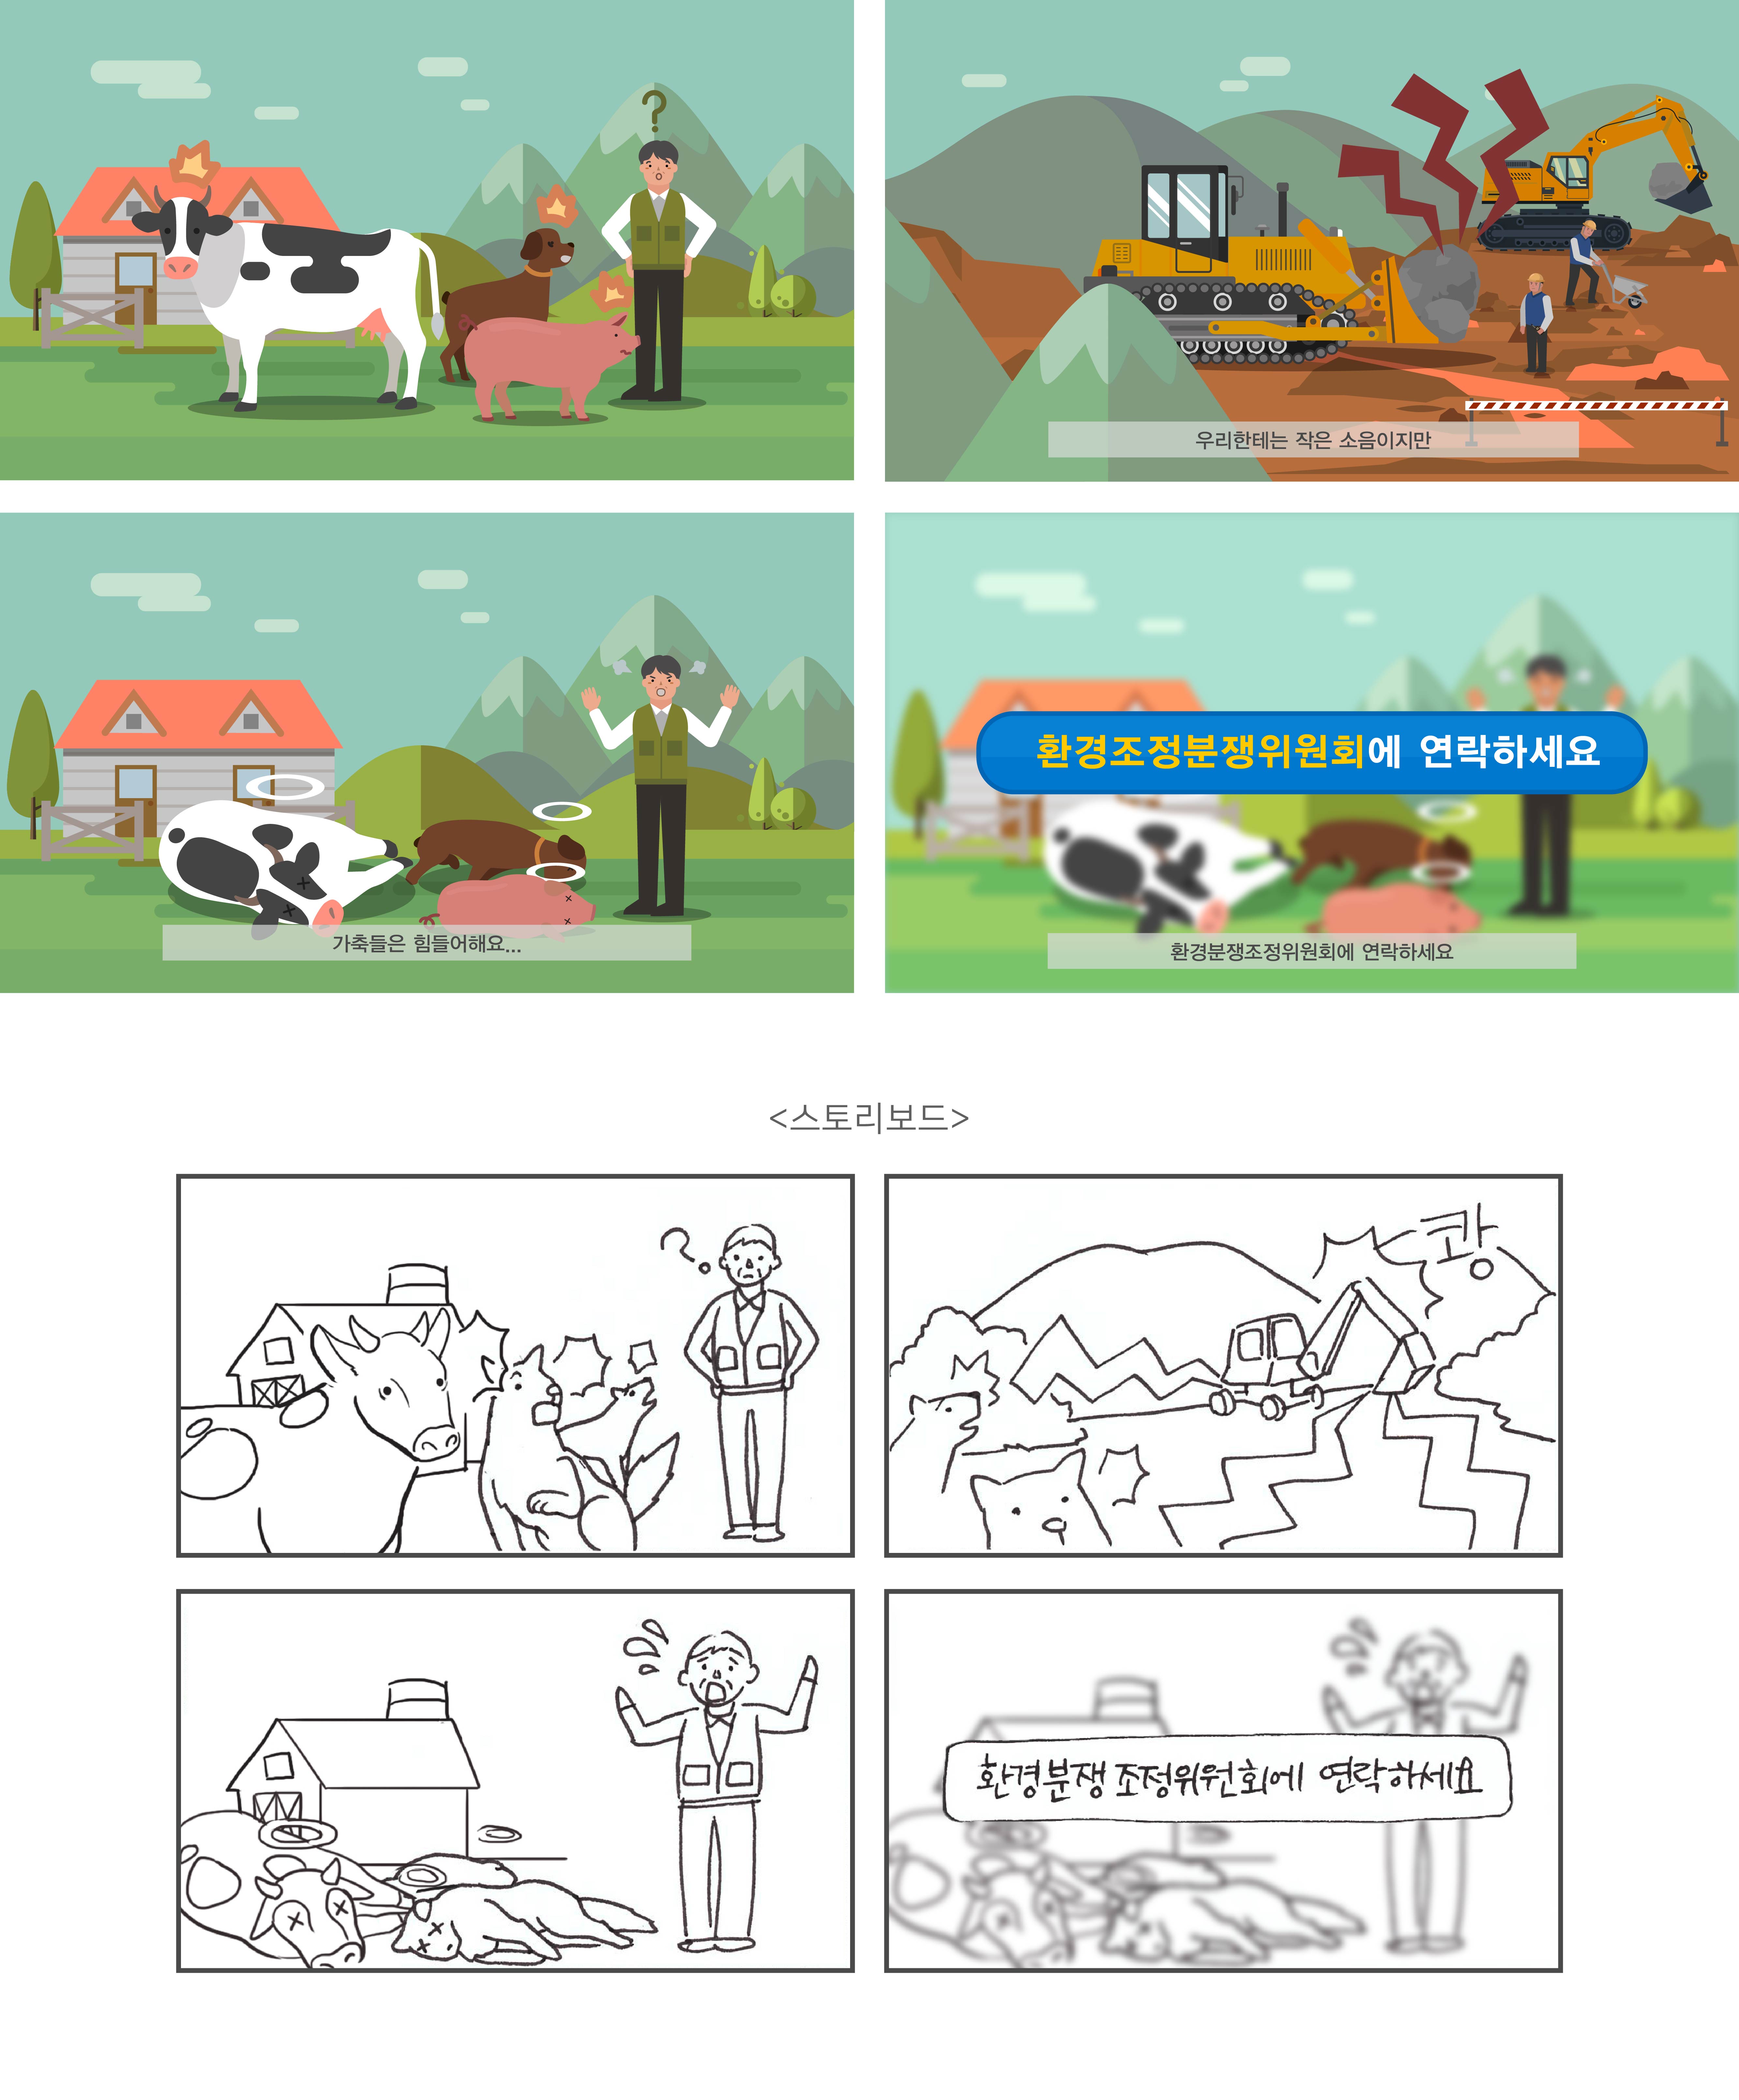 ?
우리한테는 작은 소음이지만
가축들은 힘들어해요...
환경조정분쟁위원회에 연락하세요
환경분쟁조정위원회에 연락하세요
<스토리보드>
?
쾅
환경분쟁 조정위원회에 연락하세요